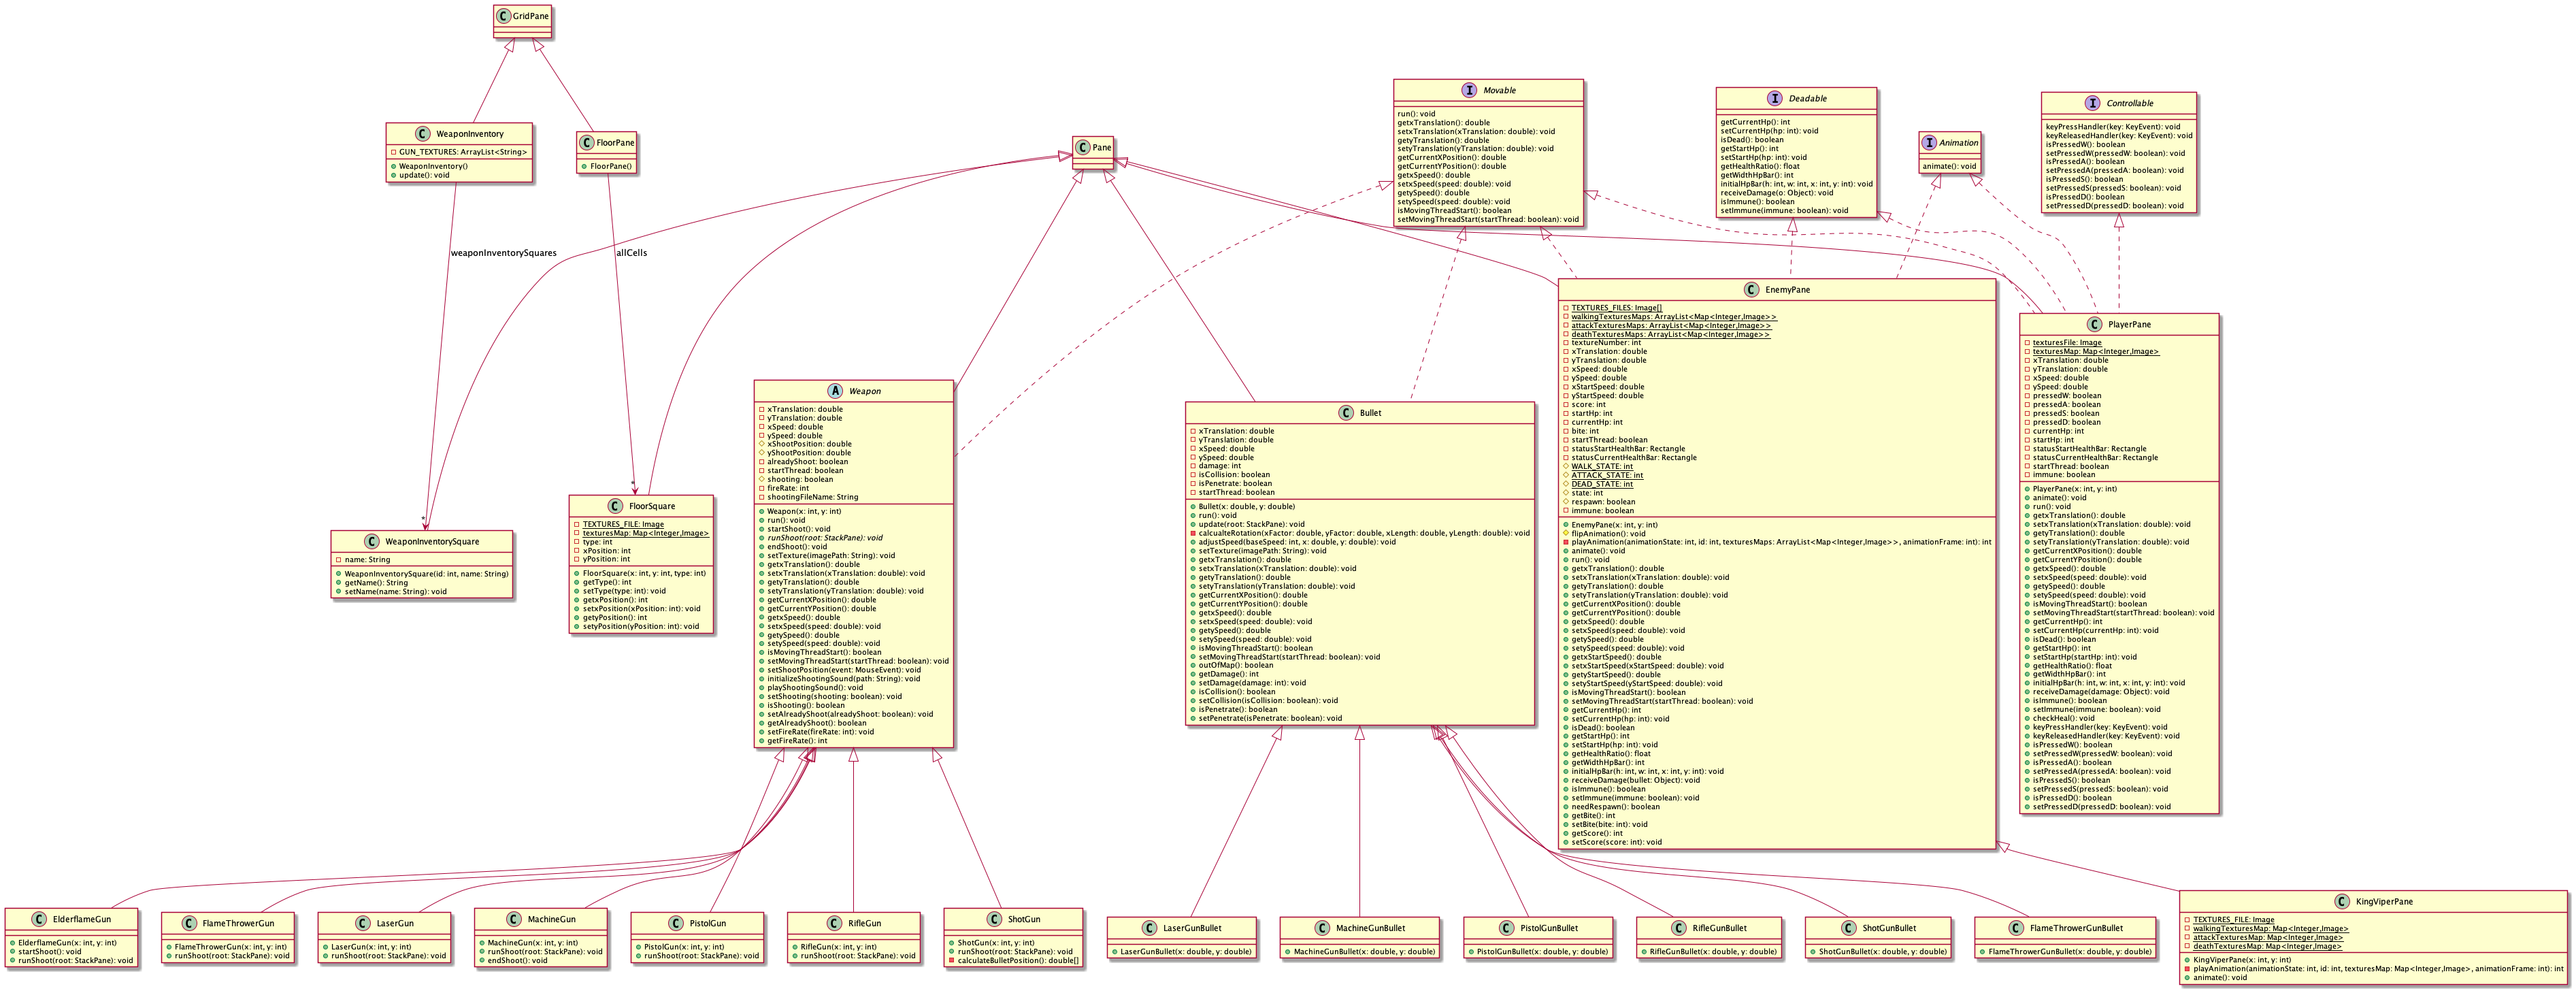 C GridPane
C WeaponInventory
GUN_TEXTURES: ArrayList<String>
WeaponInventory()
update(): void
C FloorPane
FloorPane()
C Pane
I Movable
run(): void
getxTranslation(): double
setxTranslation(xTranslation: double): void
getyTranslation(): double
setyTranslation(yTranslation: double): void
getCurrentXPosition(): double
getCurrentYPosition(): double
getxSpeed(): double
setxSpeed(speed: double): void
getySpeed(): double
setySpeed(speed: double): void
isMovingThreadStart(): boolean
setMovingThreadStart(startThread: boolean): void
I Deadable
getCurrentHp(): int
setCurrentHp(hp: int): void
isDead(): boolean
getStartHp(): int
setStartHp(hp: int): void
getHealthRatio(): float
getWidthHpBar(): int
initialHpBar(h: int, w: int, x: int, y: int): void
receiveDamage(o: Object): void
isImmune(): boolean
setImmune(immune: boolean): void
I Animation
animate(): void
I Controllable
keyPressHandler(key: KeyEvent): void
keyReleasedHandler(key: KeyEvent): void
isPressedW(): boolean
setPressedW(pressedW: boolean): void
isPressedA(): boolean
setPressedA(pressedA: boolean): void
isPressedS(): boolean
setPressedS(pressedS: boolean): void
isPressedD(): boolean
setPressedD(pressedD: boolean): void
weaponInventorySquares
allCells
*
*
C WeaponInventorySquare
name: String
WeaponInventorySquare(id: int, name: String)
getName(): String
setName(name: String): void
C FloorSquare
TEXTURES_FILE: Image
texturesMap: Map<Integer,Image>
type: int
xPosition: int
yPosition: int
FloorSquare(x: int, y: int, type: int)
getType(): int
setType(type: int): void
getxPosition(): int
setxPosition(xPosition: int): void
getyPosition(): int
setyPosition(yPosition: int): void
A Weapon
xTranslation: double
yTranslation: double
xSpeed: double
ySpeed: double
xShootPosition: double
yShootPosition: double
alreadyShoot: boolean
startThread: boolean
shooting: boolean
fireRate: int
shootingFileName: String
Weapon(x: int, y: int)
run(): void
startShoot(): void
runShoot(root: StackPane): void
endShoot(): void
setTexture(imagePath: String): void
getxTranslation(): double
setxTranslation(xTranslation: double): void
getyTranslation(): double
setyTranslation(yTranslation: double): void
getCurrentXPosition(): double
getCurrentYPosition(): double
getxSpeed(): double
setxSpeed(speed: double): void
getySpeed(): double
setySpeed(speed: double): void
isMovingThreadStart(): boolean
setMovingThreadStart(startThread: boolean): void
setShootPosition(event: MouseEvent): void
initializeShootingSound(path: String): void
playShootingSound(): void
setShooting(shooting: boolean): void
isShooting(): boolean
setAlreadyShoot(alreadyShoot: boolean): void
getAlreadyShoot(): boolean
setFireRate(fireRate: int): void
getFireRate(): int
C Bullet
xTranslation: double
yTranslation: double
xSpeed: double
ySpeed: double
damage: int
isCollision: boolean
isPenetrate: boolean
startThread: boolean
Bullet(x: double, y: double)
run(): void
update(root: StackPane): void
calcualteRotation(xFactor: double, yFactor: double, xLength: double, yLength: double): void
adjustSpeed(baseSpeed: int, x: double, y: double): void
setTexture(imagePath: String): void
getxTranslation(): double
setxTranslation(xTranslation: double): void
getyTranslation(): double
setyTranslation(yTranslation: double): void
getCurrentXPosition(): double
getCurrentYPosition(): double
getxSpeed(): double
setxSpeed(speed: double): void
getySpeed(): double
setySpeed(speed: double): void
isMovingThreadStart(): boolean
setMovingThreadStart(startThread: boolean): void
outOfMap(): boolean
getDamage(): int
setDamage(damage: int): void
isCollision(): boolean
setCollision(isCollision: boolean): void
isPenetrate(): boolean
setPenetrate(isPenetrate: boolean): void
C EnemyPane
TEXTURES_FILES: Image[]
walkingTexturesMaps: ArrayList<Map<Integer,Image>>
attackTexturesMaps: ArrayList<Map<Integer,Image>>
deathTexturesMaps: ArrayList<Map<Integer,Image>>
textureNumber: int
xTranslation: double
yTranslation: double
xSpeed: double
ySpeed: double
xStartSpeed: double
yStartSpeed: double
score: int
startHp: int
currentHp: int
bite: int
startThread: boolean
statusStartHealthBar: Rectangle
statusCurrentHealthBar: Rectangle
WALK_STATE: int
ATTACK_STATE: int
DEAD_STATE: int
state: int
respawn: boolean
immune: boolean
EnemyPane(x: int, y: int)
flipAnimation(): void
playAnimation(animationState: int, id: int, texturesMaps: ArrayList<Map<Integer,Image>>, animationFrame: int): int
animate(): void
run(): void
getxTranslation(): double
setxTranslation(xTranslation: double): void
getyTranslation(): double
setyTranslation(yTranslation: double): void
getCurrentXPosition(): double
getCurrentYPosition(): double
getxSpeed(): double
setxSpeed(speed: double): void
getySpeed(): double
setySpeed(speed: double): void
getxStartSpeed(): double
setxStartSpeed(xStartSpeed: double): void
getyStartSpeed(): double
setyStartSpeed(yStartSpeed: double): void
isMovingThreadStart(): boolean
setMovingThreadStart(startThread: boolean): void
getCurrentHp(): int
setCurrentHp(hp: int): void
isDead(): boolean
getStartHp(): int
setStartHp(hp: int): void
getHealthRatio(): float
getWidthHpBar(): int
initialHpBar(h: int, w: int, x: int, y: int): void
receiveDamage(bullet: Object): void
isImmune(): boolean
setImmune(immune: boolean): void
needRespawn(): boolean
getBite(): int
setBite(bite: int): void
getScore(): int
setScore(score: int): void
C PlayerPane
texturesFile: Image
texturesMap: Map<Integer,Image>
xTranslation: double
yTranslation: double
xSpeed: double
ySpeed: double
pressedW: boolean
pressedA: boolean
pressedS: boolean
pressedD: boolean
currentHp: int
startHp: int
statusStartHealthBar: Rectangle
statusCurrentHealthBar: Rectangle
startThread: boolean
immune: boolean
PlayerPane(x: int, y: int)
animate(): void
run(): void
getxTranslation(): double
setxTranslation(xTranslation: double): void
getyTranslation(): double
setyTranslation(yTranslation: double): void
getCurrentXPosition(): double
getCurrentYPosition(): double
getxSpeed(): double
setxSpeed(speed: double): void
getySpeed(): double
setySpeed(speed: double): void
isMovingThreadStart(): boolean
setMovingThreadStart(startThread: boolean): void
getCurrentHp(): int
setCurrentHp(currentHp: int): void
isDead(): boolean
getStartHp(): int
setStartHp(startHp: int): void
getHealthRatio(): float
getWidthHpBar(): int
initialHpBar(h: int, w: int, x: int, y: int): void
receiveDamage(damage: Object): void
isImmune(): boolean
setImmune(immune: boolean): void
checkHeal(): void
keyPressHandler(key: KeyEvent): void
keyReleasedHandler(key: KeyEvent): void
isPressedW(): boolean
setPressedW(pressedW: boolean): void
isPressedA(): boolean
setPressedA(pressedA: boolean): void
isPressedS(): boolean
setPressedS(pressedS: boolean): void
isPressedD(): boolean
setPressedD(pressedD: boolean): void
C ElderflameGun
ElderflameGun(x: int, y: int)
startShoot(): void
runShoot(root: StackPane): void
C FlameThrowerGun
FlameThrowerGun(x: int, y: int)
runShoot(root: StackPane): void
C LaserGun
LaserGun(x: int, y: int)
runShoot(root: StackPane): void
C MachineGun
MachineGun(x: int, y: int)
runShoot(root: StackPane): void
endShoot(): void
C PistolGun
PistolGun(x: int, y: int)
runShoot(root: StackPane): void
C RifleGun
RifleGun(x: int, y: int)
runShoot(root: StackPane): void
C ShotGun
ShotGun(x: int, y: int)
runShoot(root: StackPane): void
calculateBulletPosition(): double[]
C LaserGunBullet
LaserGunBullet(x: double, y: double)
C MachineGunBullet
MachineGunBullet(x: double, y: double)
C PistolGunBullet
PistolGunBullet(x: double, y: double)
C RifleGunBullet
RifleGunBullet(x: double, y: double)
C ShotGunBullet
ShotGunBullet(x: double, y: double)
C FlameThrowerGunBullet
FlameThrowerGunBullet(x: double, y: double)
C KingViperPane
TEXTURES_FILE: Image
walkingTexturesMap: Map<Integer,Image>
attackTexturesMap: Map<Integer,Image>
deathTexturesMap: Map<Integer,Image>
KingViperPane(x: int, y: int)
playAnimation(animationState: int, id: int, texturesMap: Map<Integer,Image>, animationFrame: int): int
animate(): void